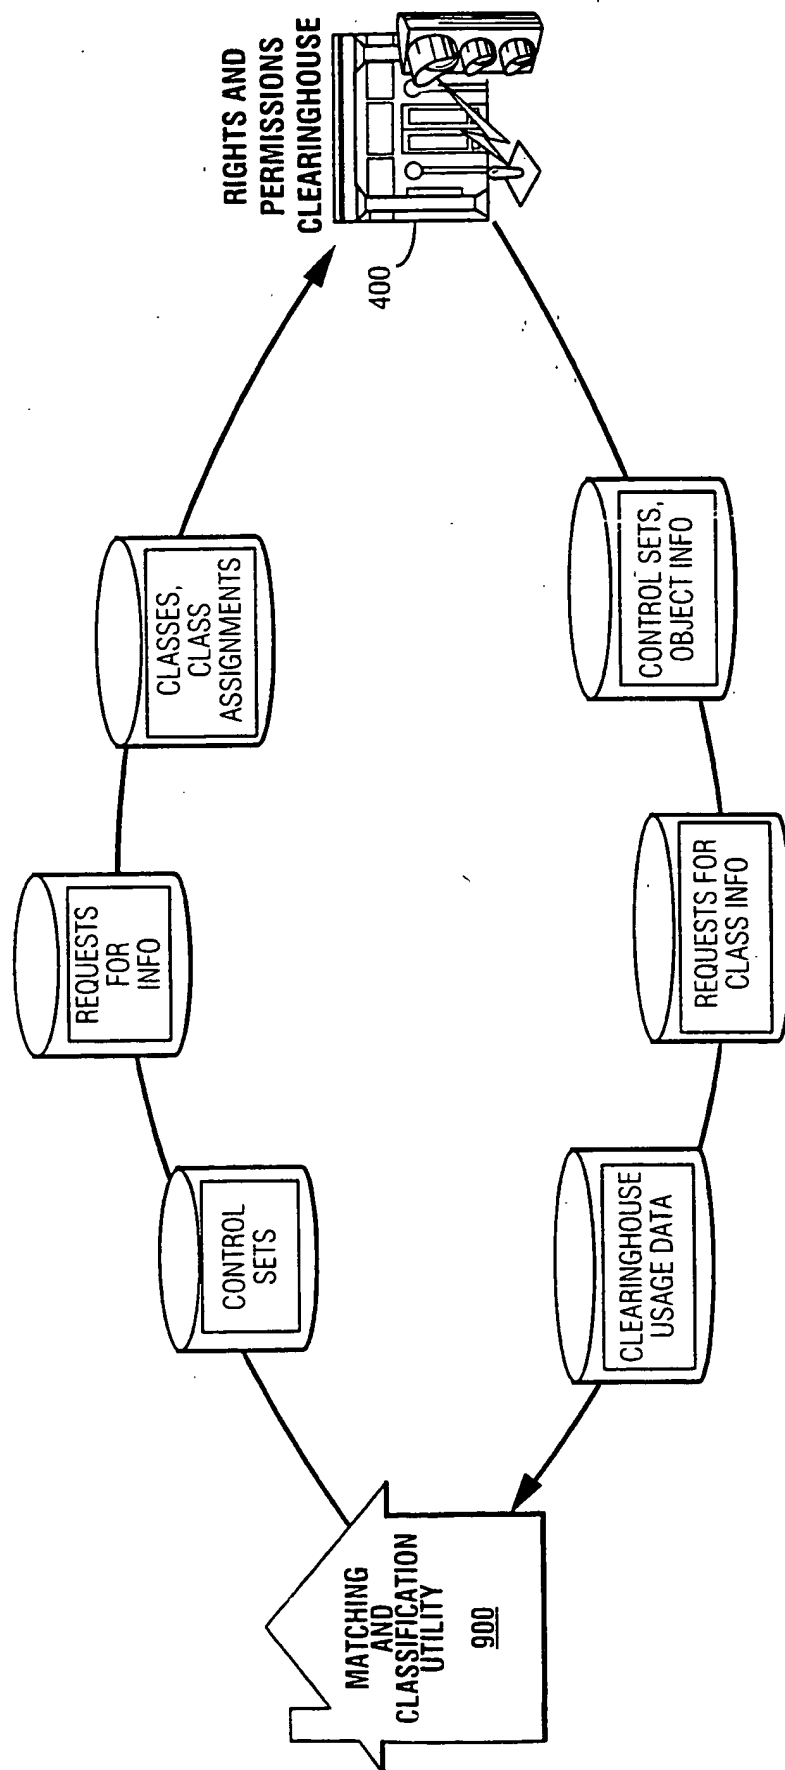 RIGHTS AND
PERMISSIONS
CLEARINGHOUSE
400
CLASSES,
CLASS
ASSIGNMENTS
REQUESTS
FOR
INFO
CONTROL
SETS
MATCHING
AND
CLASSIFICATION
UTILITY
900
CONTROL SETS,
OBJECT INFO
REQUESTS FOR
CLASS INFO
CLEARINGHOUSE
USAGE DATA